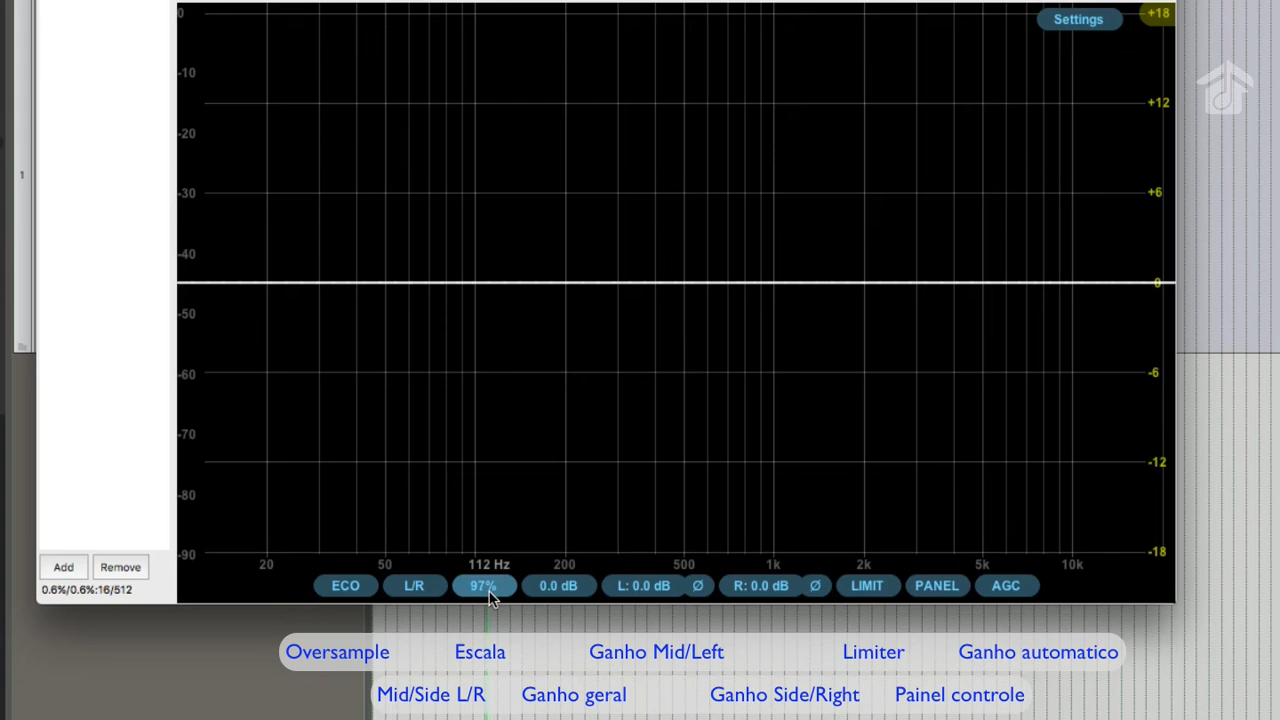 0 Settings +18
-10
+12
-20
1
-30 +6
-40
0
-50
-60 -6
-70
-12
-80
-90 -18
20 50 112 Hz 200 500 1k 2k 5k 10k
Add Remove
0.6%/0.6%:16/512
ECO L/R 97% 0.0 dB L: 0.0 dB Ø R: 0.0 dB Ø LIMIT PANEL AGC
Oversample Escala Ganho Mid/Left Limiter Ganho automatico
Mid/Side L/R Ganho geral Ganho Side/Right Painel controle